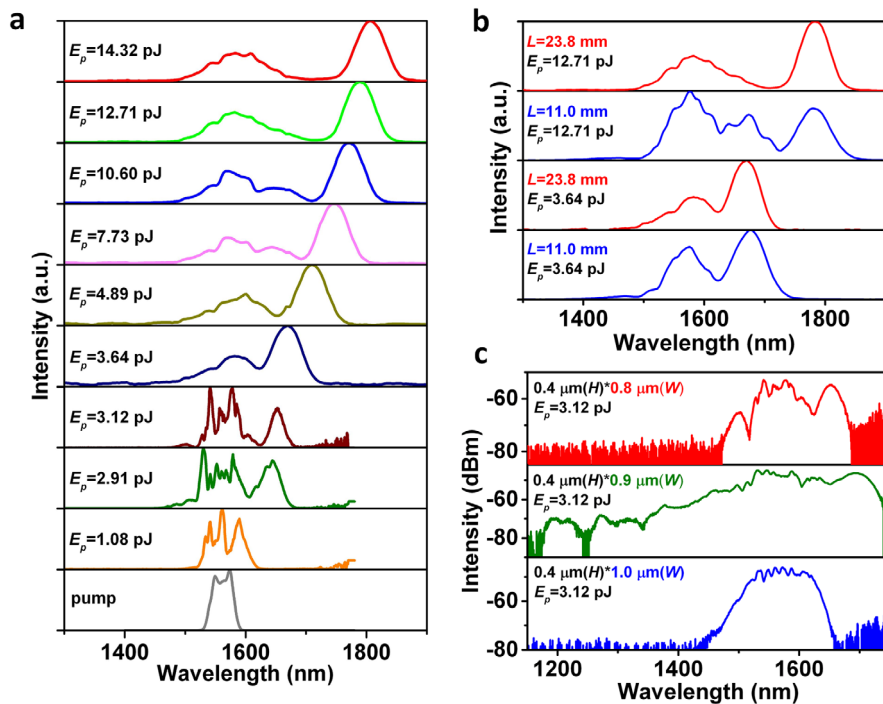 a
E_p=14.32 pJ
E_p=12.71 pJ
E_p=10.60 pJ
E_p=7.73 pJ
E_p=4.89 pJ
E_p=3.64 pJ
E_p=3.12 pJ
E_p=2.91 pJ
E_p=1.08 pJ
pump
Intensity (a.u.)
1400 1600 1800
Wavelength (nm)
b
L=23.8 mm
E_p=12.71 pJ
L=11.0 mm
E_p=12.71 pJ
L=23.8 mm
E_p=3.64 pJ
L=11.0 mm
E_p=3.64 pJ
Intensity (a.u.)
1400 1600 1800
Wavelength (nm)
c
0.4 μm(H)*0.8 μm(W)
E_p=3.12 pJ
-60
-80
0.4 μm(H)*0.9 μm(W)
E_p=3.12 pJ
-60
-80
0.4 μm(H)*1.0 μm(W)
E_p=3.12 pJ
-60
-80
Intensity (dBm)
1200 1400 1600
Wavelength (nm)